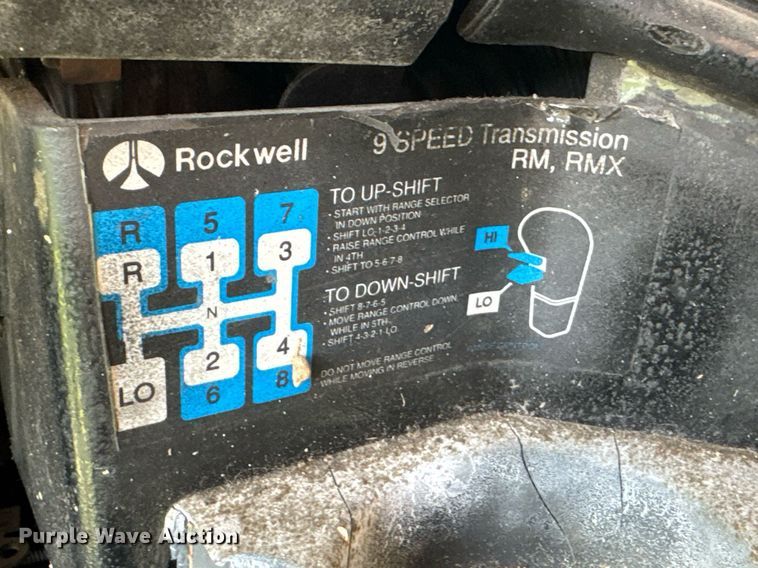 Rockwell
9 SPEED Transmission
RM, RMX
R 5 7
R 1 3
N
2 4
LO 6 8
TO UP-SHIFT
• START WITH RANGE SELECTOR
IN DOWN POSITION
• SHIFT LO-1-2-3-4
• RAISE RANGE CONTROL WHILE
IN 4TH
• SHIFT TO 5-6-7-8
TO DOWN-SHIFT
• SHIFT 8-7-6-5
• MOVE RANGE CONTROL DOWN
WHILE IN 5TH
• SHIFT 4-3-2-1-LO
DO NOT MOVE RANGE CONTROL
WHILE MOVING IN REVERSE
HI
LO
Purple Wave Auction